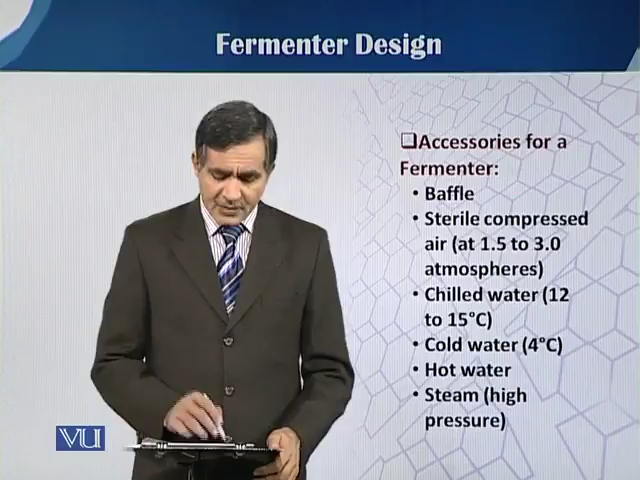 Fermenter Design
❑Accessories for a
Fermenter:
• Baffle
• Sterile compressed
air (at 1.5 to 3.0
atmospheres)
• Chilled water (12
to 15°C)
• Cold water (4°C)
• Hot water
• Steam (high
pressure)
VU